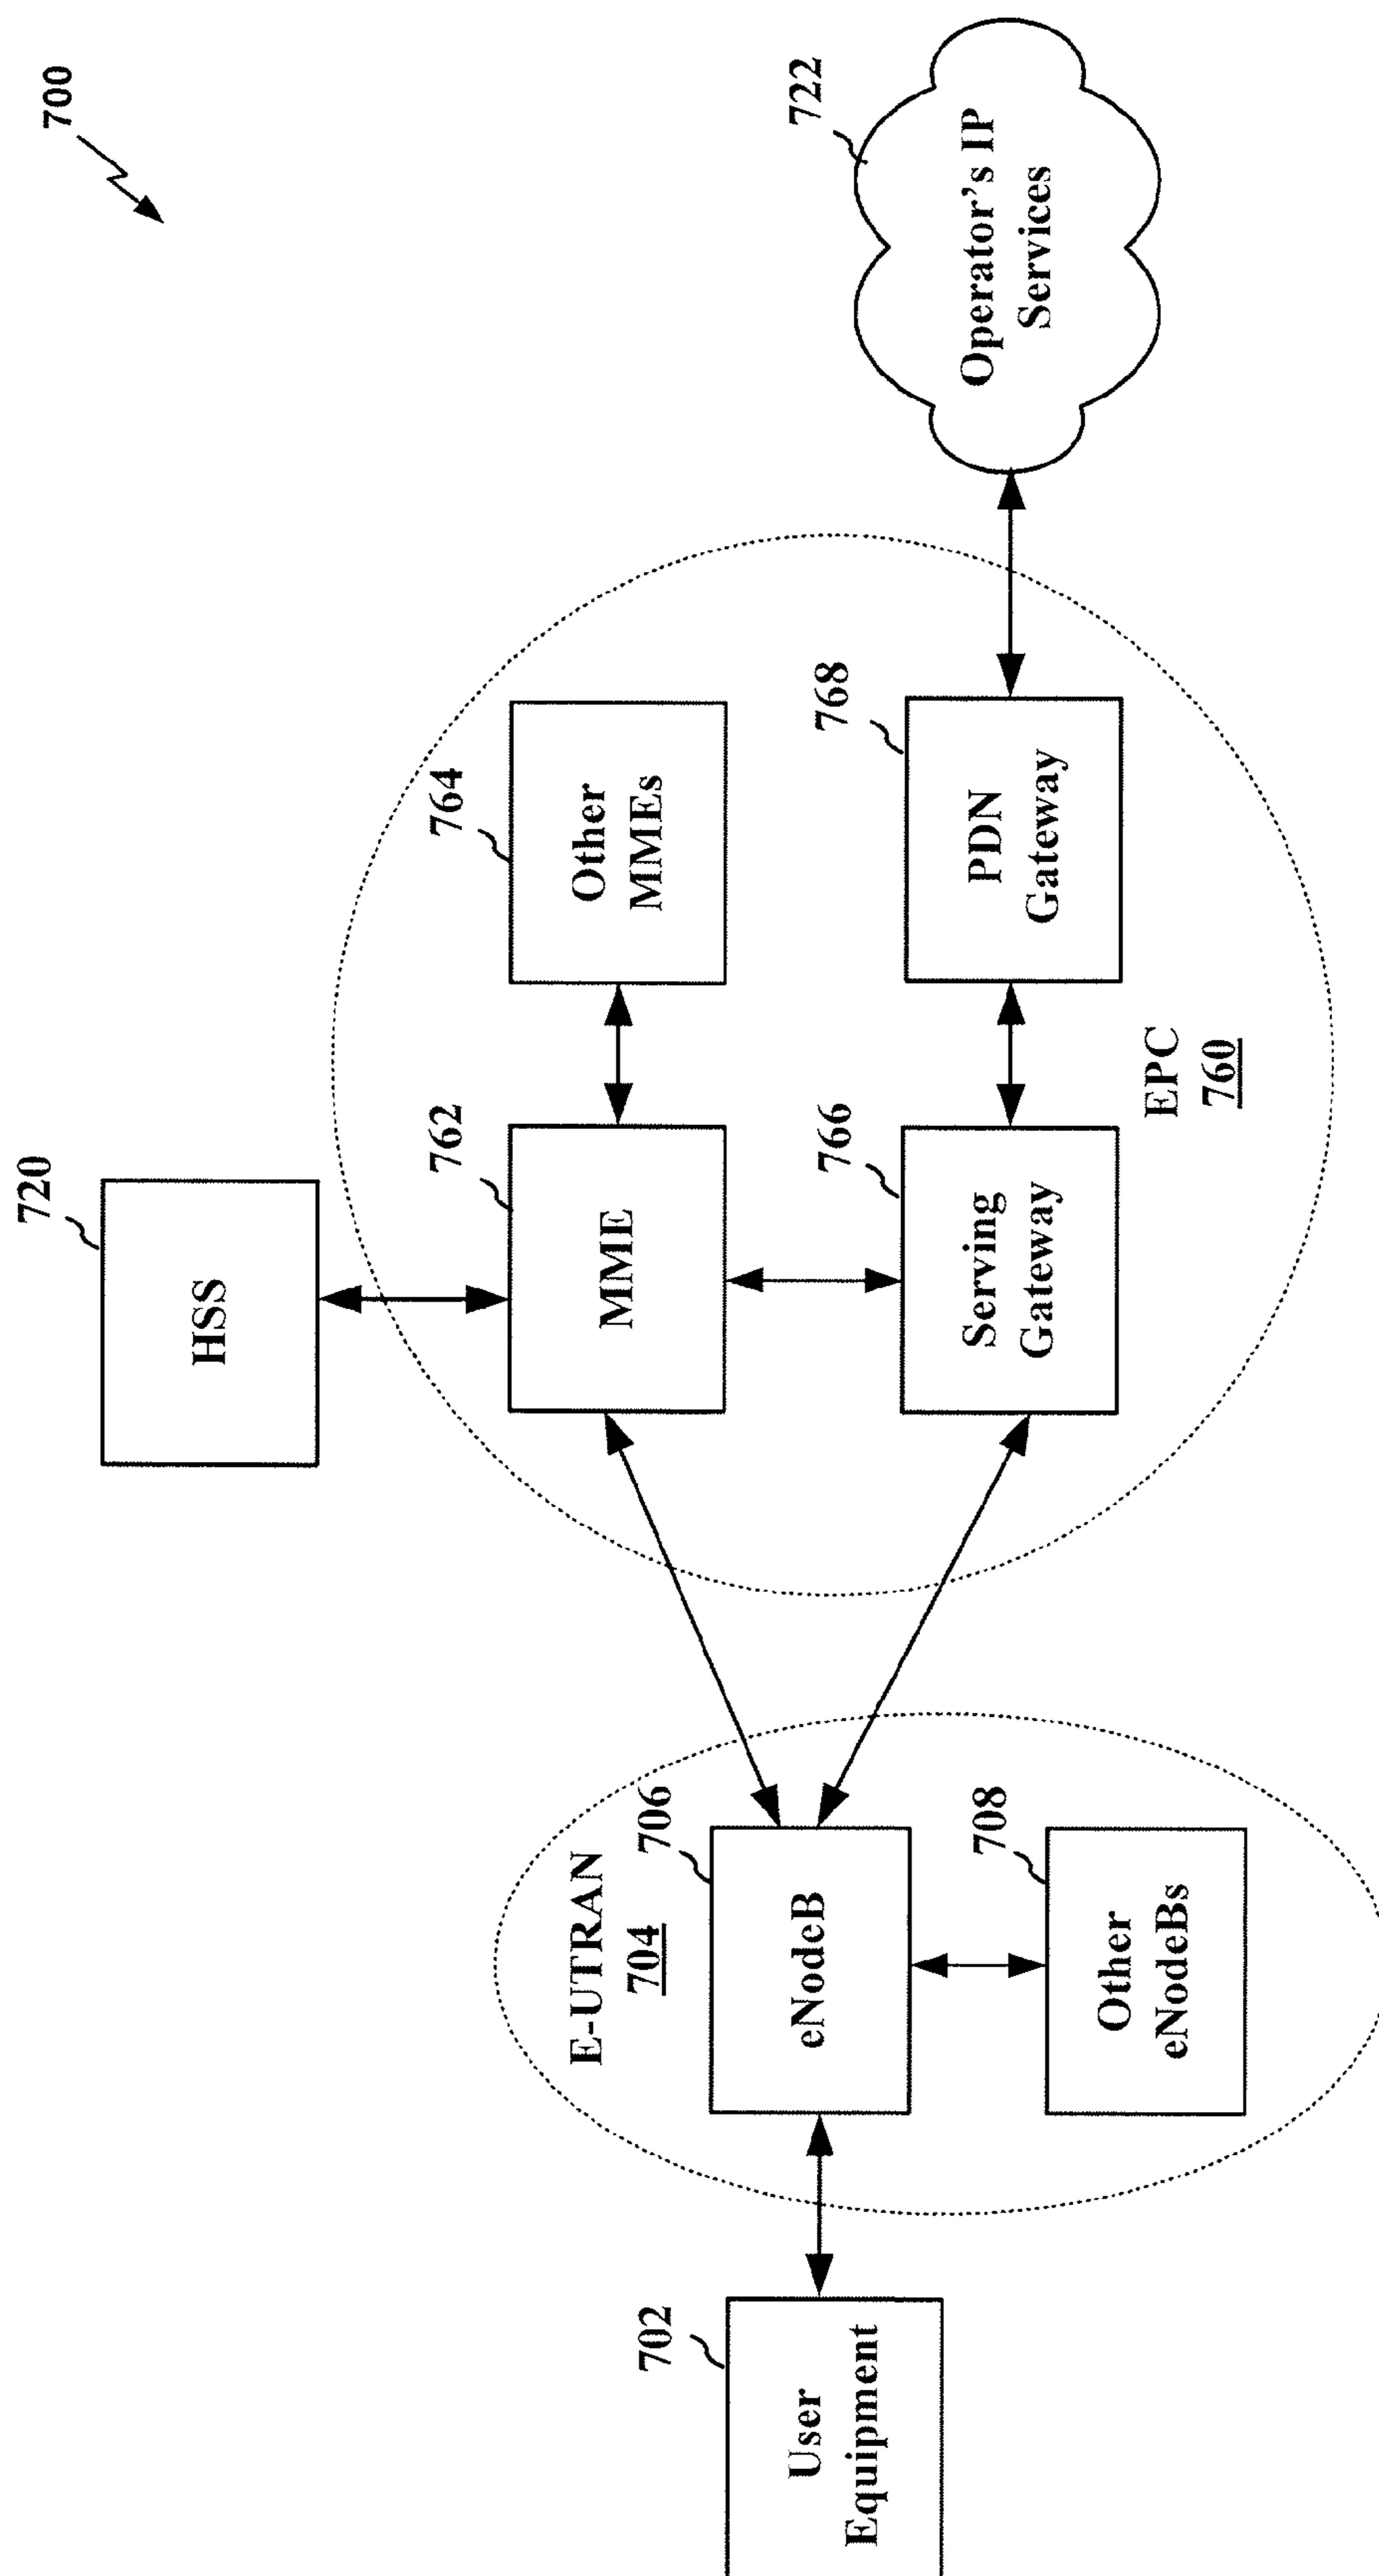 700
720
HSS
762
MME
764
Other
MMEs
E-UTRAN
704
702
User
Equipment
706
eNodeB
708
Other
eNodeBs
766
Serving
Gateway
768
PDN
Gateway
EPC
760
722
Operator's IP
Services